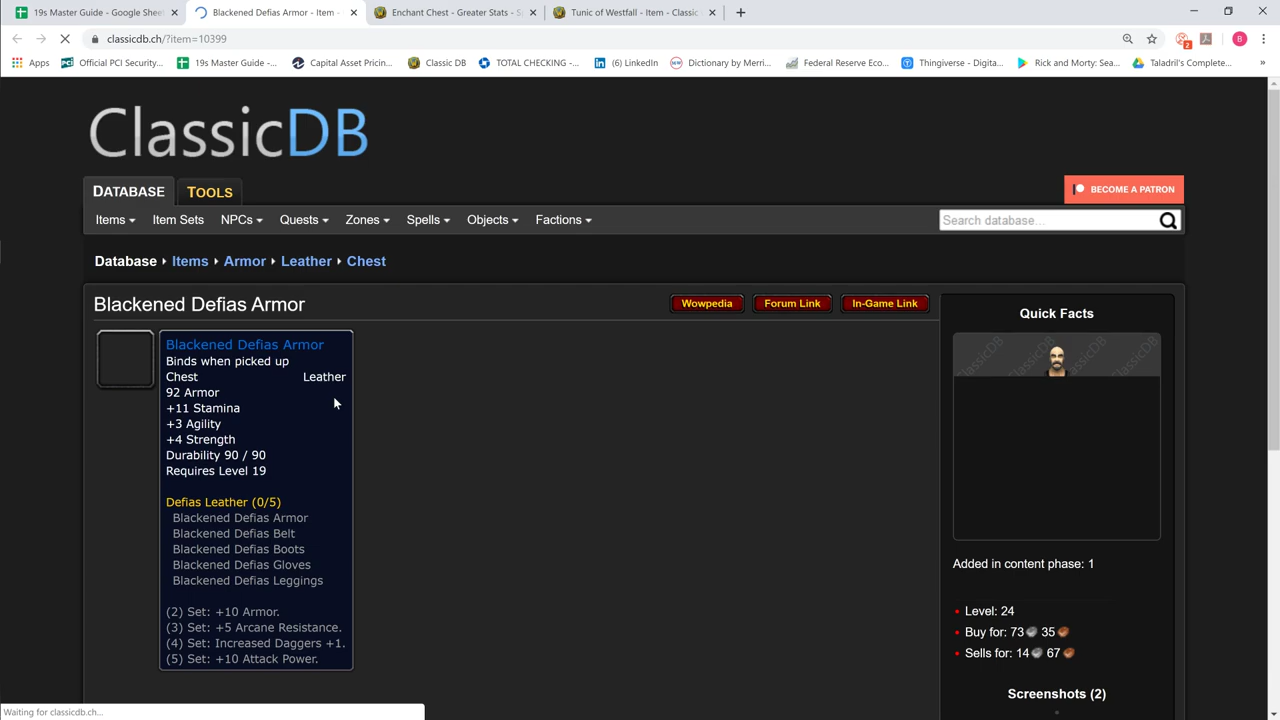 19s Master Guide - Google Sheet
Blackened Defias Armor - Item -
Enchant Chest - Greater Stats - S
Tunic of Westfall - Item - Classic
classicdb.ch/?item=10399
2
B
Apps
Official PCI Security...
19s Master Guide -...
Capital Asset Pricin...
Classic DB
TOTAL CHECKING -...
(6) LinkedIn
Dictionary by Merri...
Federal Reserve Eco...
Thingiverse - Digita...
Rick and Morty: Sea...
Taladril's Complete...
ClassicDB
DATABASE
TOOLS
BECOME A PATRON
Items
Item Sets
NPCs
Quests
Zones
Spells
Objects
Factions
Search database...
Database
Items
Armor
Leather
Chest
Blackened Defias Armor
Wowpedia
Forum Link
In-Game Link
Quick Facts
Blackened Defias Armor
Binds when picked up
Chest Leather
92 Armor
+11 Stamina
+3 Agility
+4 Strength
Durability 90 / 90
Requires Level 19
Defias Leather (0/5)
Blackened Defias Armor
Blackened Defias Belt
Blackened Defias Boots
Blackened Defias Gloves
Blackened Defias Leggings
(2) Set: +10 Armor.
(3) Set: +5 Arcane Resistance.
(4) Set: Increased Daggers +1.
(5) Set: +10 Attack Power.
Added in content phase: 1
Level: 24
Buy for: 73 35
Sells for: 14 67
Screenshots (2)
Waiting for classicdb.ch...